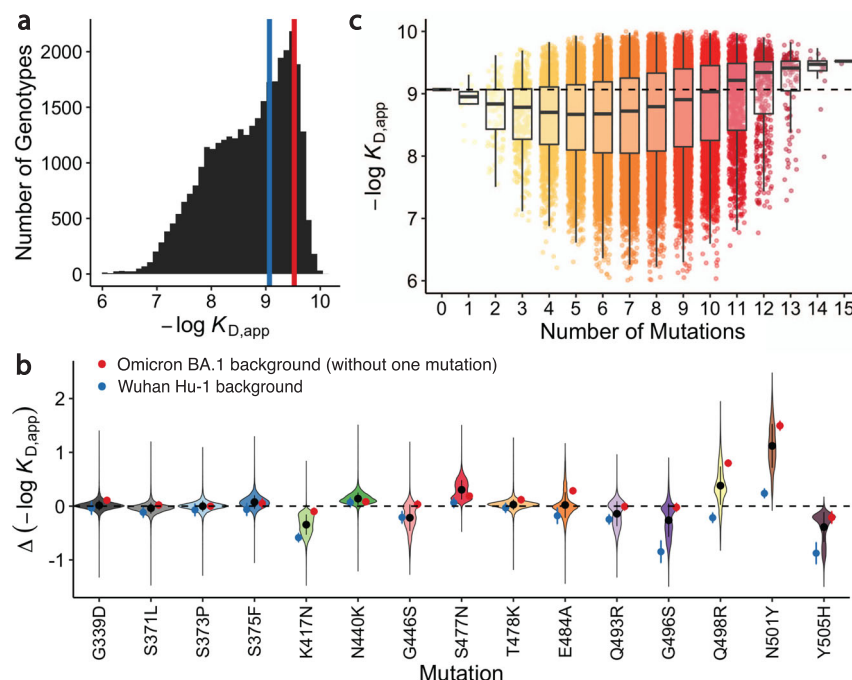 a
Number of Genotypes
2000
1500
1000
500
0
6 7 8 9 10
−log K_D,app
c
−log K_D,app
10
9
8
7
6
0 1 2 3 4 5 6 7 8 9 10 11 12 13 14 15
Number of Mutations
b
Omicron BA.1 background (without one mutation)
Wuhan Hu-1 background
Δ (−log K_D,app)
2
1
0
-1
G339D
S371L
S373P
S375F
K417N
N440K
G446S
S477N
T478K
E484A
Q493R
G496S
Q498R
N501Y
Y505H
Mutation